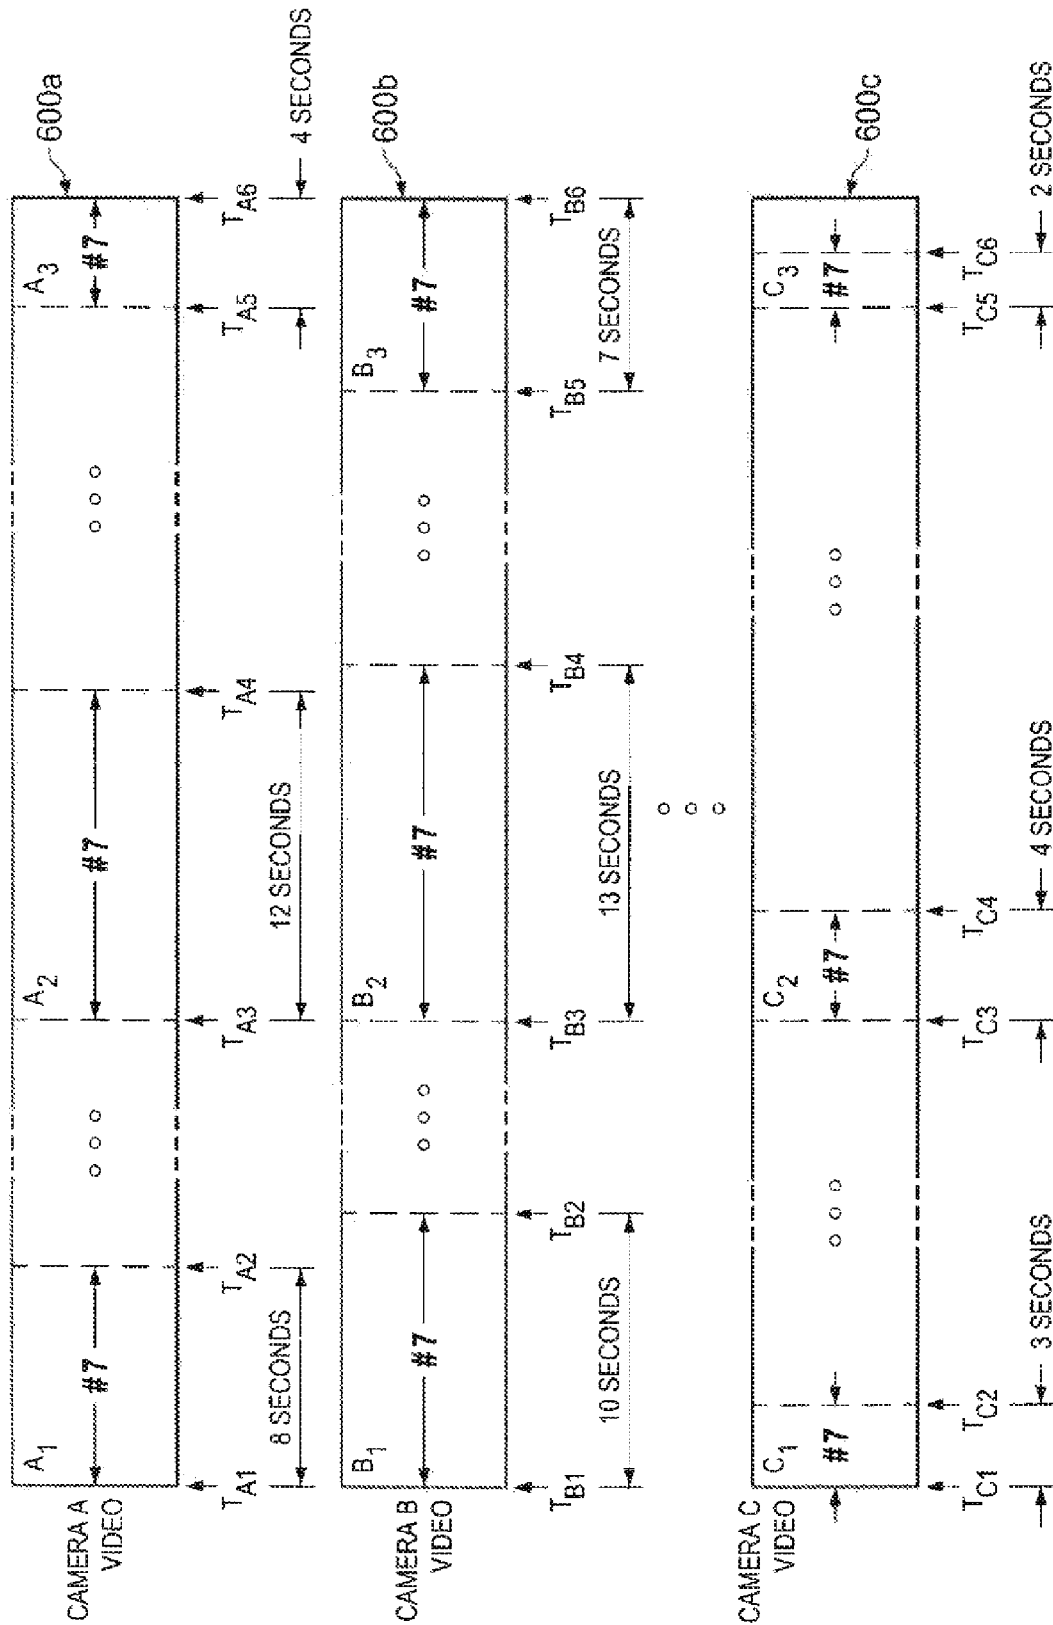 CAMERA A
VIDEO
A1
#7
A2
#7
A3
#7
600a
TA1
TA2
TA3
TA4
TA5
TA6
8 SECONDS
12 SECONDS
4 SECONDS
CAMERA B
VIDEO
B1
#7
B2
#7
B3
#7
600b
TB1
TB2
TB3
TB4
TB5
TB6
10 SECONDS
13 SECONDS
7 SECONDS
CAMERA C
VIDEO
C1
#7
C2
#7
C3
#7
600c
TC1
TC2
TC3
TC4
TC5
TC6
3 SECONDS
4 SECONDS
2 SECONDS